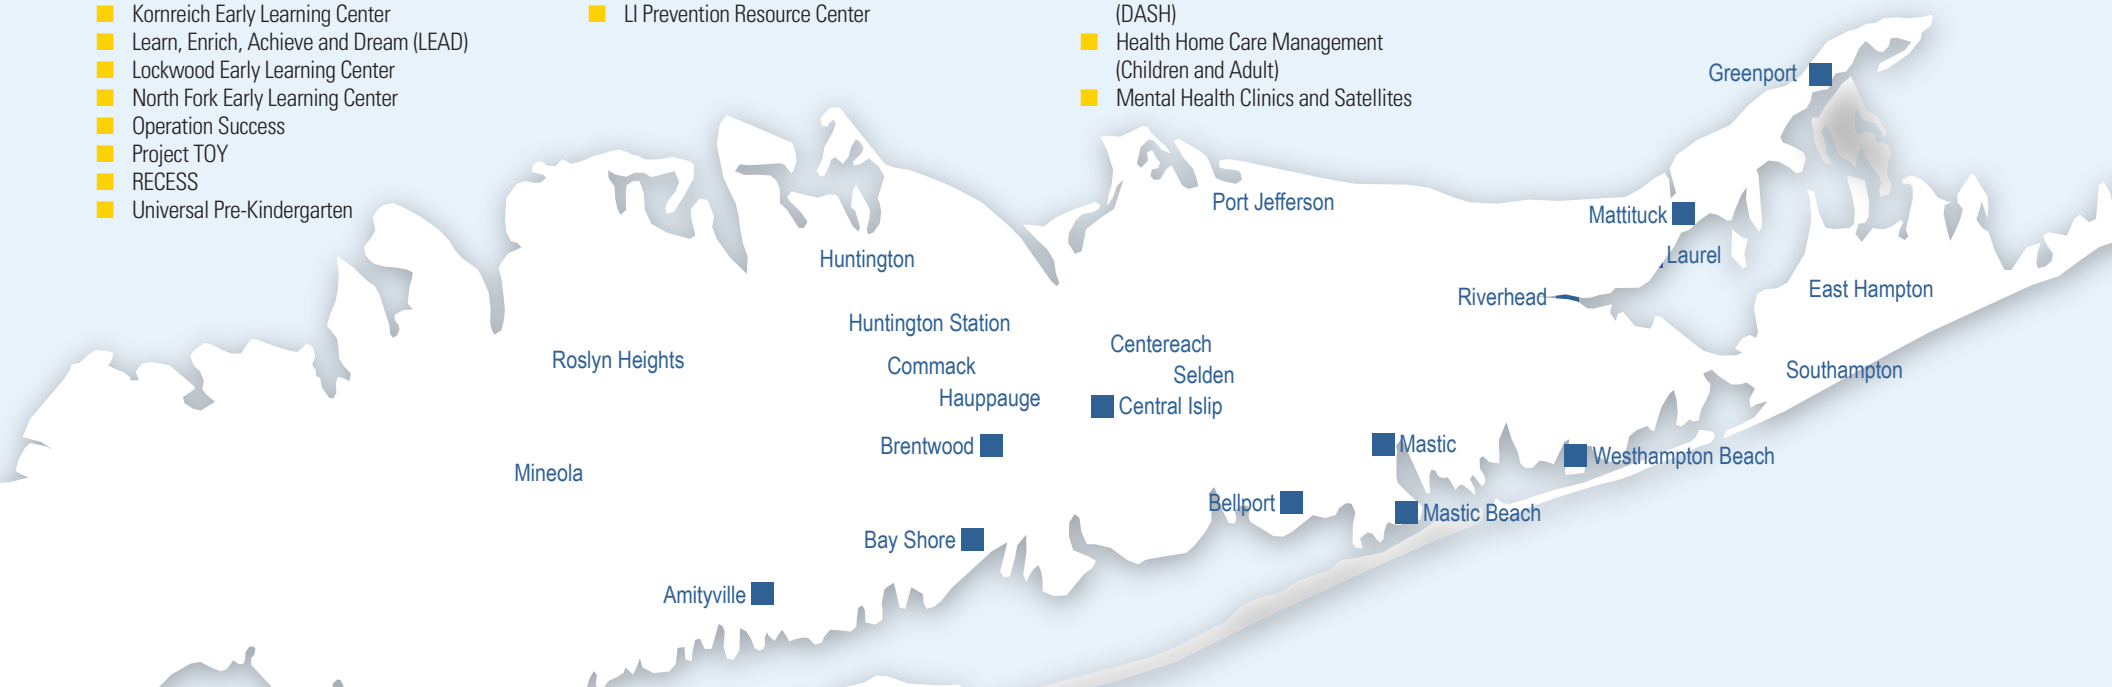 Kornreich Early Learning Center
Learn, Enrich, Achieve and Dream (LEAD)
Lockwood Early Learning Center
North Fork Early Learning Center
Operation Success
Project TOY
RECESS
Universal Pre-Kindergarten
LI Prevention Resource Center
(DASH)
Health Home Care Management
(Children and Adult)
Mental Health Clinics and Satellites
Greenport
Port Jefferson
Mattituck
Laurel
Huntington
East Hampton
Riverhead
Huntington Station
Centereach
Roslyn Heights
Commack
Selden
Southampton
Hauppauge
Central Islip
Brentwood
Mastic
Westhampton Beach
Mineola
Bellport
Mastic Beach
Bay Shore
Amityville